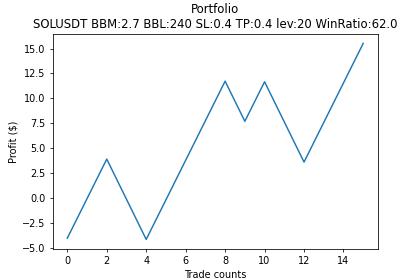 Portfolio
SOLUSDT BBM:2.7 BBL:240 SL:0.4 TP:0.4 lev:20 WinRatio:62.0
15.0
12.5
10.0
7.5
5.0
2.5
0.0
−2.5
−5.0
Profit ($)
0 2 4 6 8 10 12 14
Trade counts